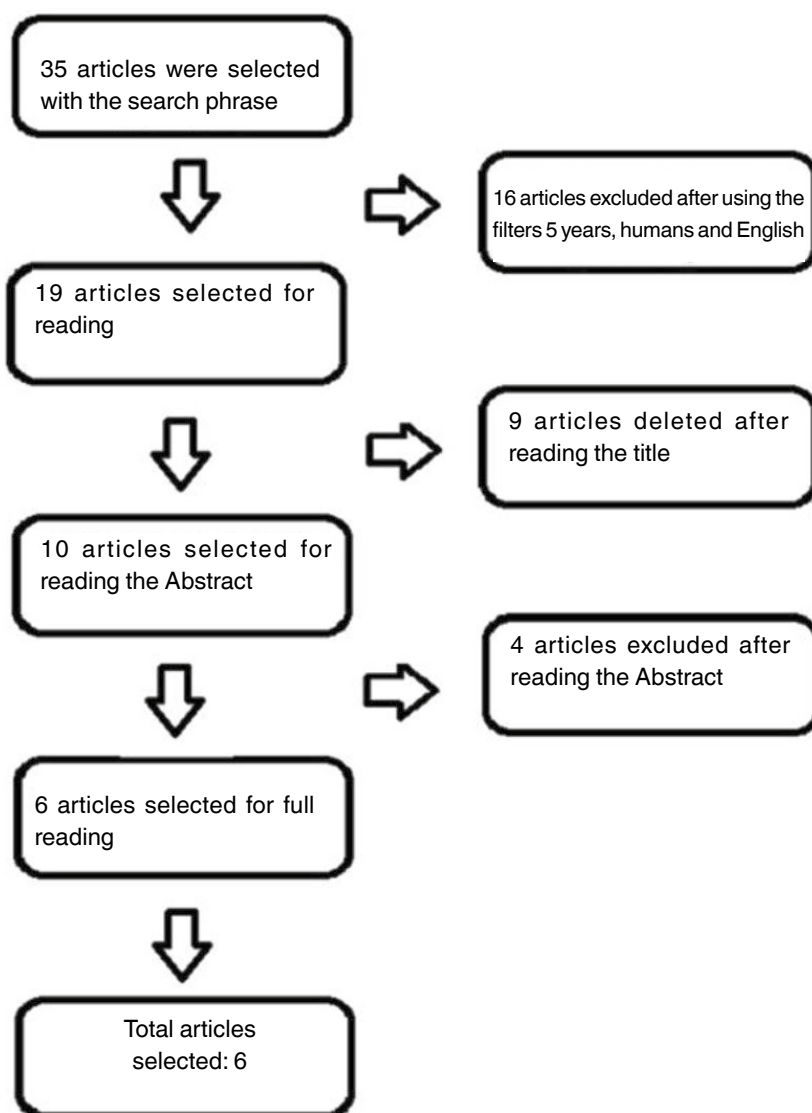 35 articles were selected
with the search phrase
16 articles excluded after using the
filters 5 years, humans and English
19 articles selected for
reading
9 articles deleted after
reading the title
10 articles selected for
reading the Abstract
4 articles excluded after
reading the Abstract
6 articles selected for full
reading
Total articles
selected: 6